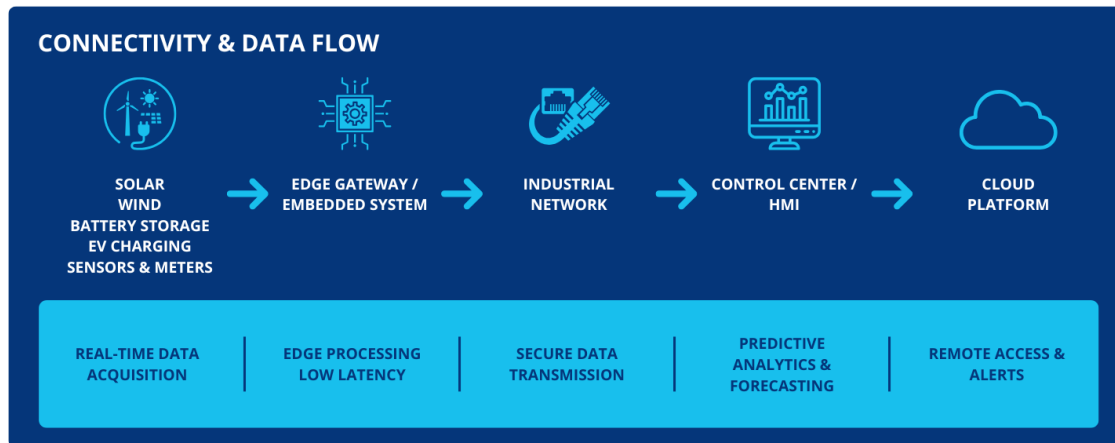 CONNECTIVITY & DATA FLOW
SOLAR
WIND
BATTERY STORAGE
EV CHARGING
SENSORS & METERS
EDGE GATEWAY /
EMBEDDED SYSTEM
INDUSTRIAL
NETWORK
CONTROL CENTER /
HMI
CLOUD
PLATFORM
REAL-TIME DATA
ACQUISITION
EDGE PROCESSING
LOW LATENCY
SECURE DATA
TRANSMISSION
PREDICTIVE
ANALYTICS &
FORECASTING
REMOTE ACCESS &
ALERTS